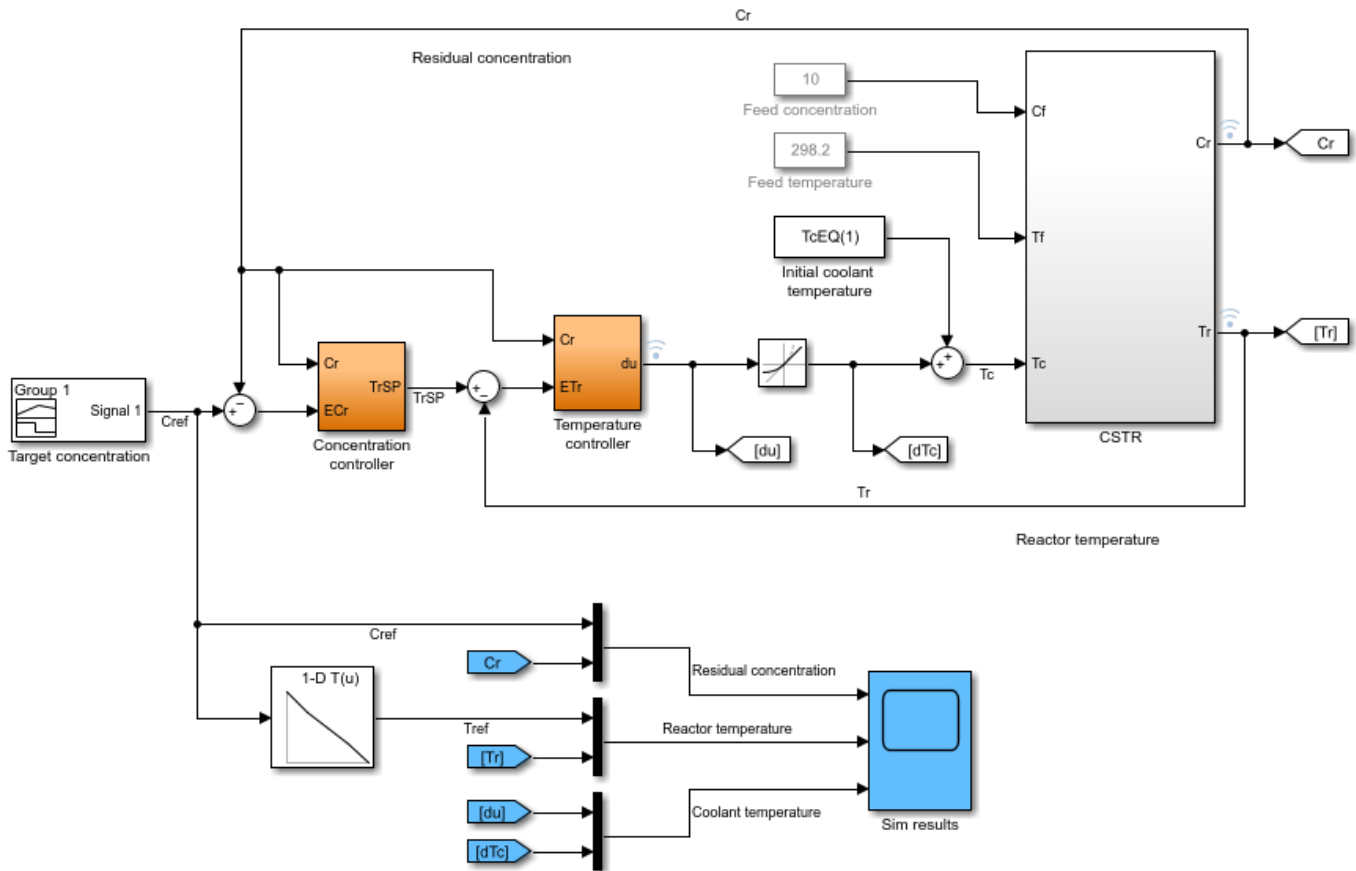 Cr
Residual concentration
10
Feed concentration
298.2
Feed temperature
TcEQ(1)
Initial coolant
temperature
Cf
Tf
Tc
Cr
Tr
CSTR
Cr
[Tr]
Group 1
Signal 1
Target concentration
Cref
+
−
Cr
ECr
TrSP
Concentration
controller
TrSP
+
−
Cr
ETr
du
Temperature
controller
[du]
[dTc]
+
+
Tc
Tr
Reactor temperature
Cref
Cr
Residual concentration
1-D T(u)
Tref
[Tr]
Reactor temperature
[du]
[dTc]
Coolant temperature
Sim results